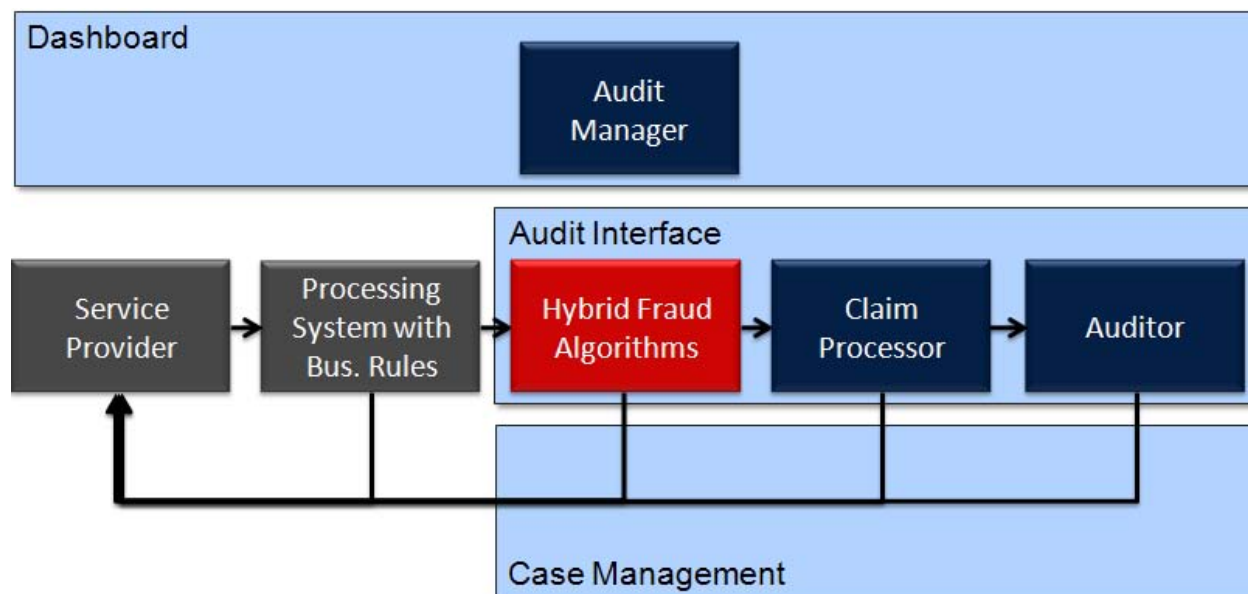 Dashboard
Audit
Manager
Audit Interface
Service
Provider
Processing
System with
Bus. Rules
Hybrid Fraud
Algorithms
Claim
Processor
Auditor
Case Management